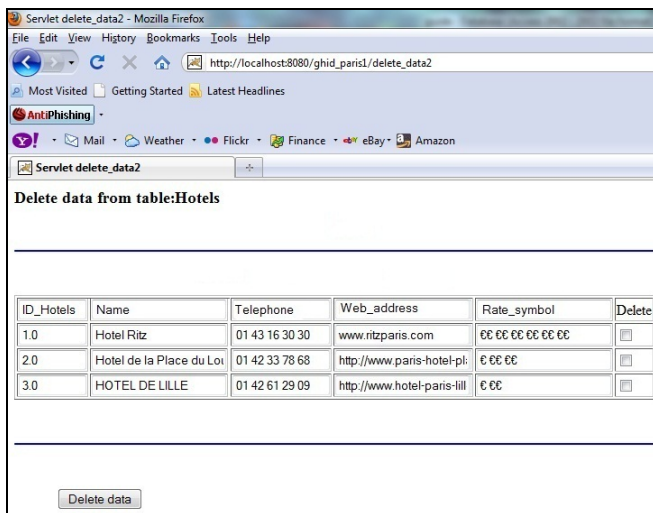 Servlet delete_data2 - Mozilla Firefox
File Edit View History Bookmarks Tools Help
http://localhost:8080/ghid_paris1/delete_data2
Most Visited Getting Started Latest Headlines
AntiPhishing
Y! Mail Weather Flickr Finance eBay Amazon
Servlet delete_data2
Delete data from table:Hotels
ID_Hotels Name Telephone Web_address Rate_symbol Delete
1.0 Hotel Ritz 01 43 16 30 30 www.ritzparis.com €€ €€ €€ €€ €€ €€
2.0 Hotel de la Place du Lou 01 42 33 78 68 http://www.paris-hotel-pl € €€ €€
3.0 HOTEL DE LILLE 01 42 61 29 09 http://www.hotel-paris-lill € €€
Delete data